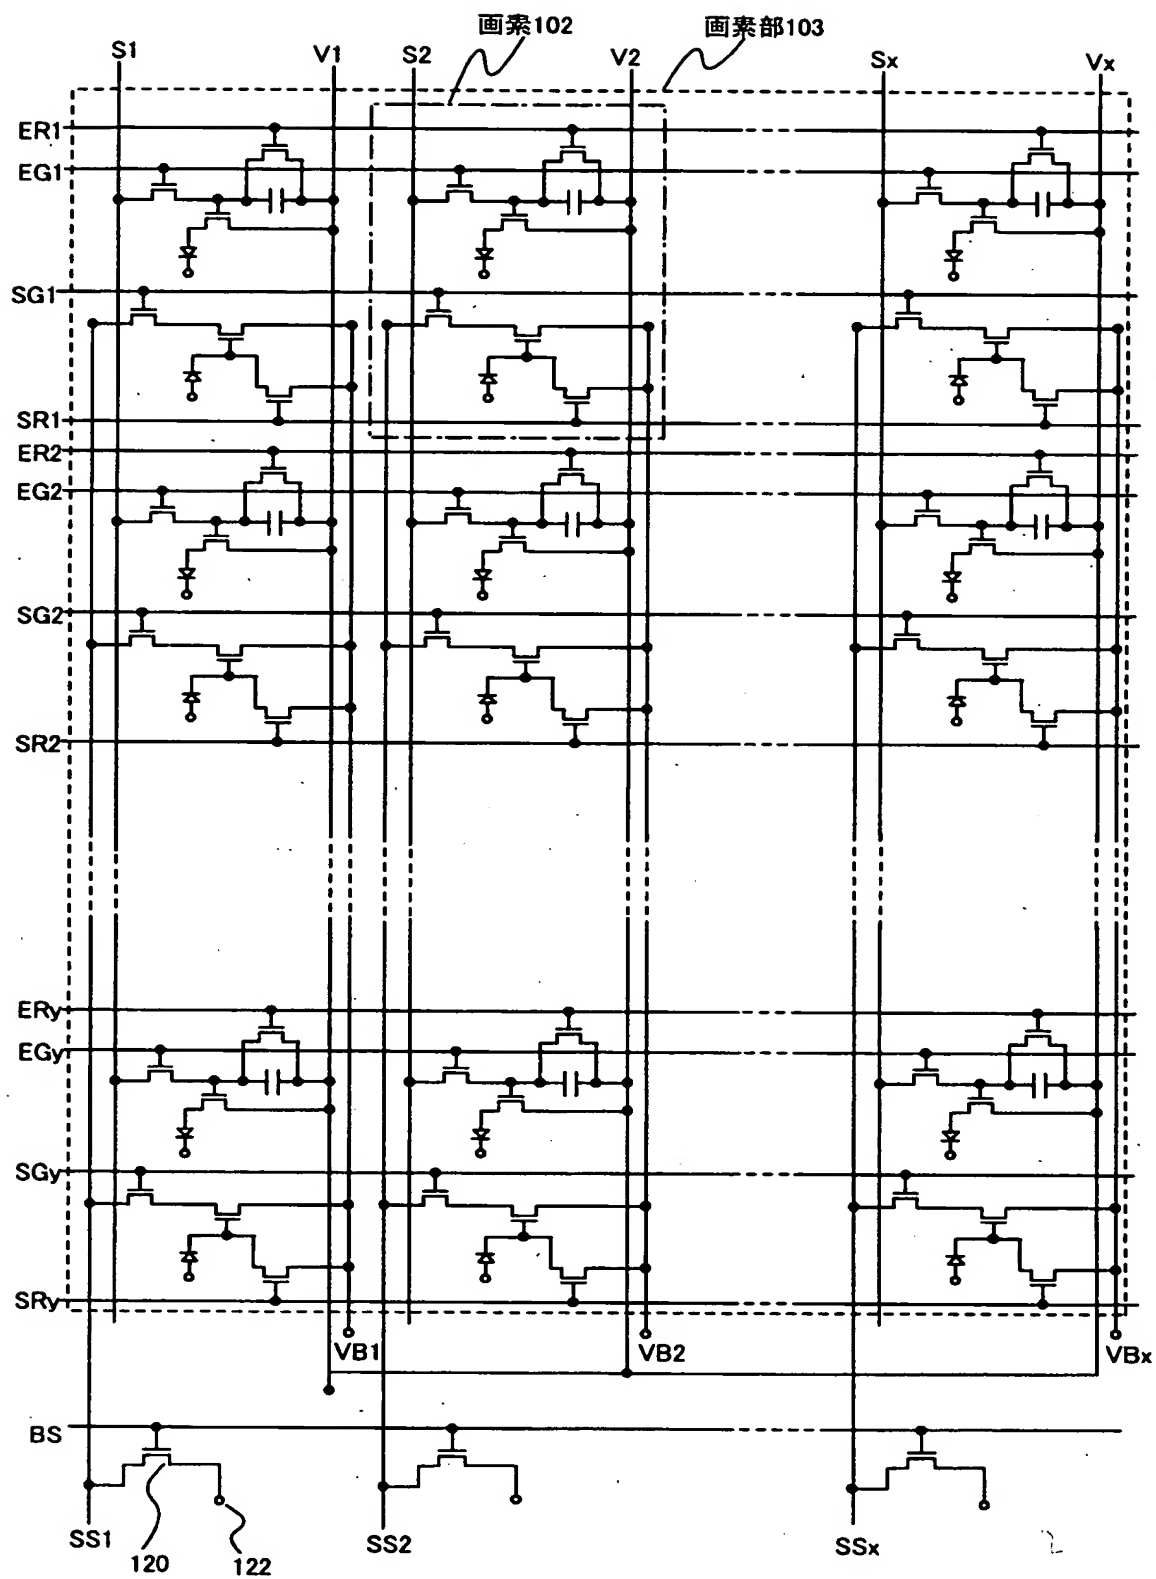 画素102
画素部103
S1
V1
S2
V2
Sx
Vx
ER1
EG1
SG1
SR1
ER2
EG2
SG2
SR2
ERy
EGy
SGy
SRy
VB1
VB2
VBx
BS
SS1
120
122
SS2
SSx